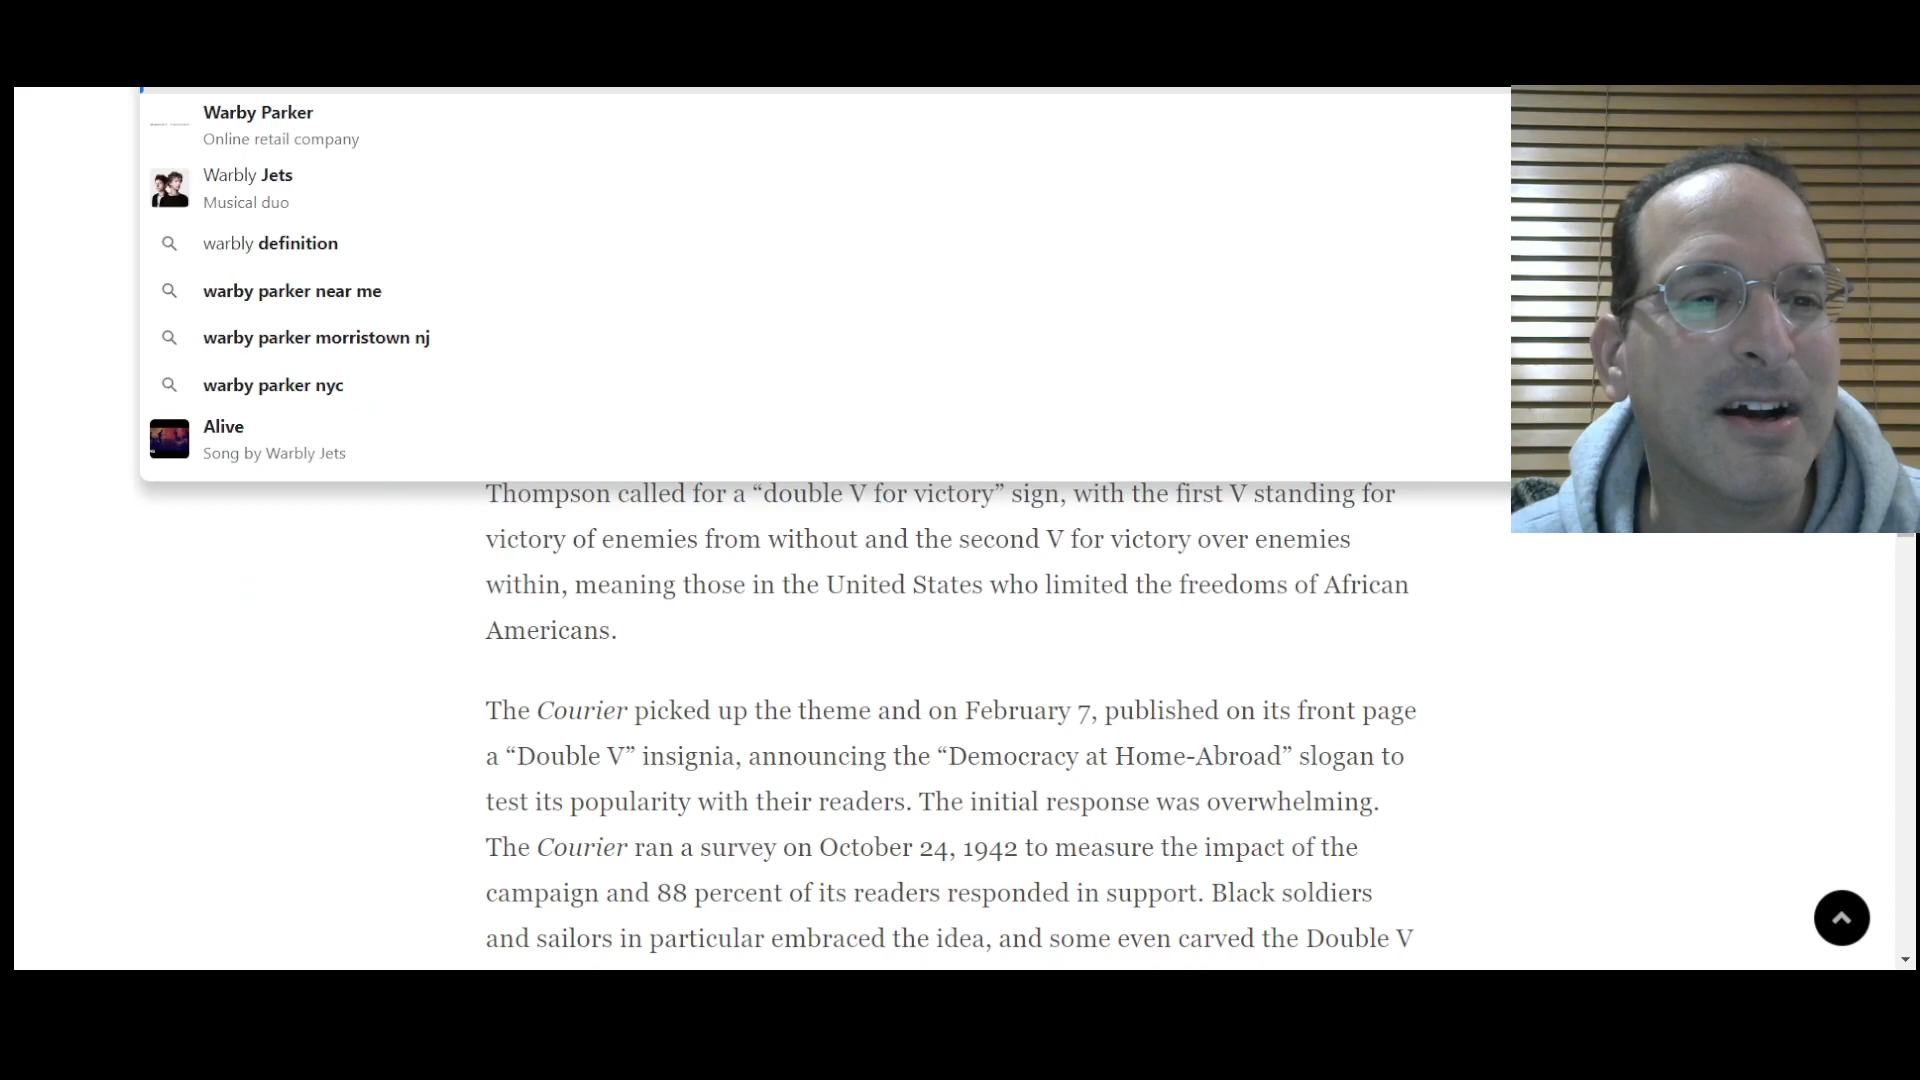 Warby Parker
Online retail company
Warbly Jets
Musical duo
warbly definition
warby parker near me
warby parker morristown nj
warby parker nyc
Alive
Song by Warbly Jets
Thompson called for a “double V for victory” sign, with the first V standing for
victory of enemies from without and the second V for victory over enemies
within, meaning those in the United States who limited the freedoms of African
Americans.
The Courier picked up the theme and on February 7, published on its front page
a “Double V” insignia, announcing the “Democracy at Home-Abroad” slogan to
test its popularity with their readers. The initial response was overwhelming.
The Courier ran a survey on October 24, 1942 to measure the impact of the
campaign and 88 percent of its readers responded in support. Black soldiers
and sailors in particular embraced the idea, and some even carved the Double V